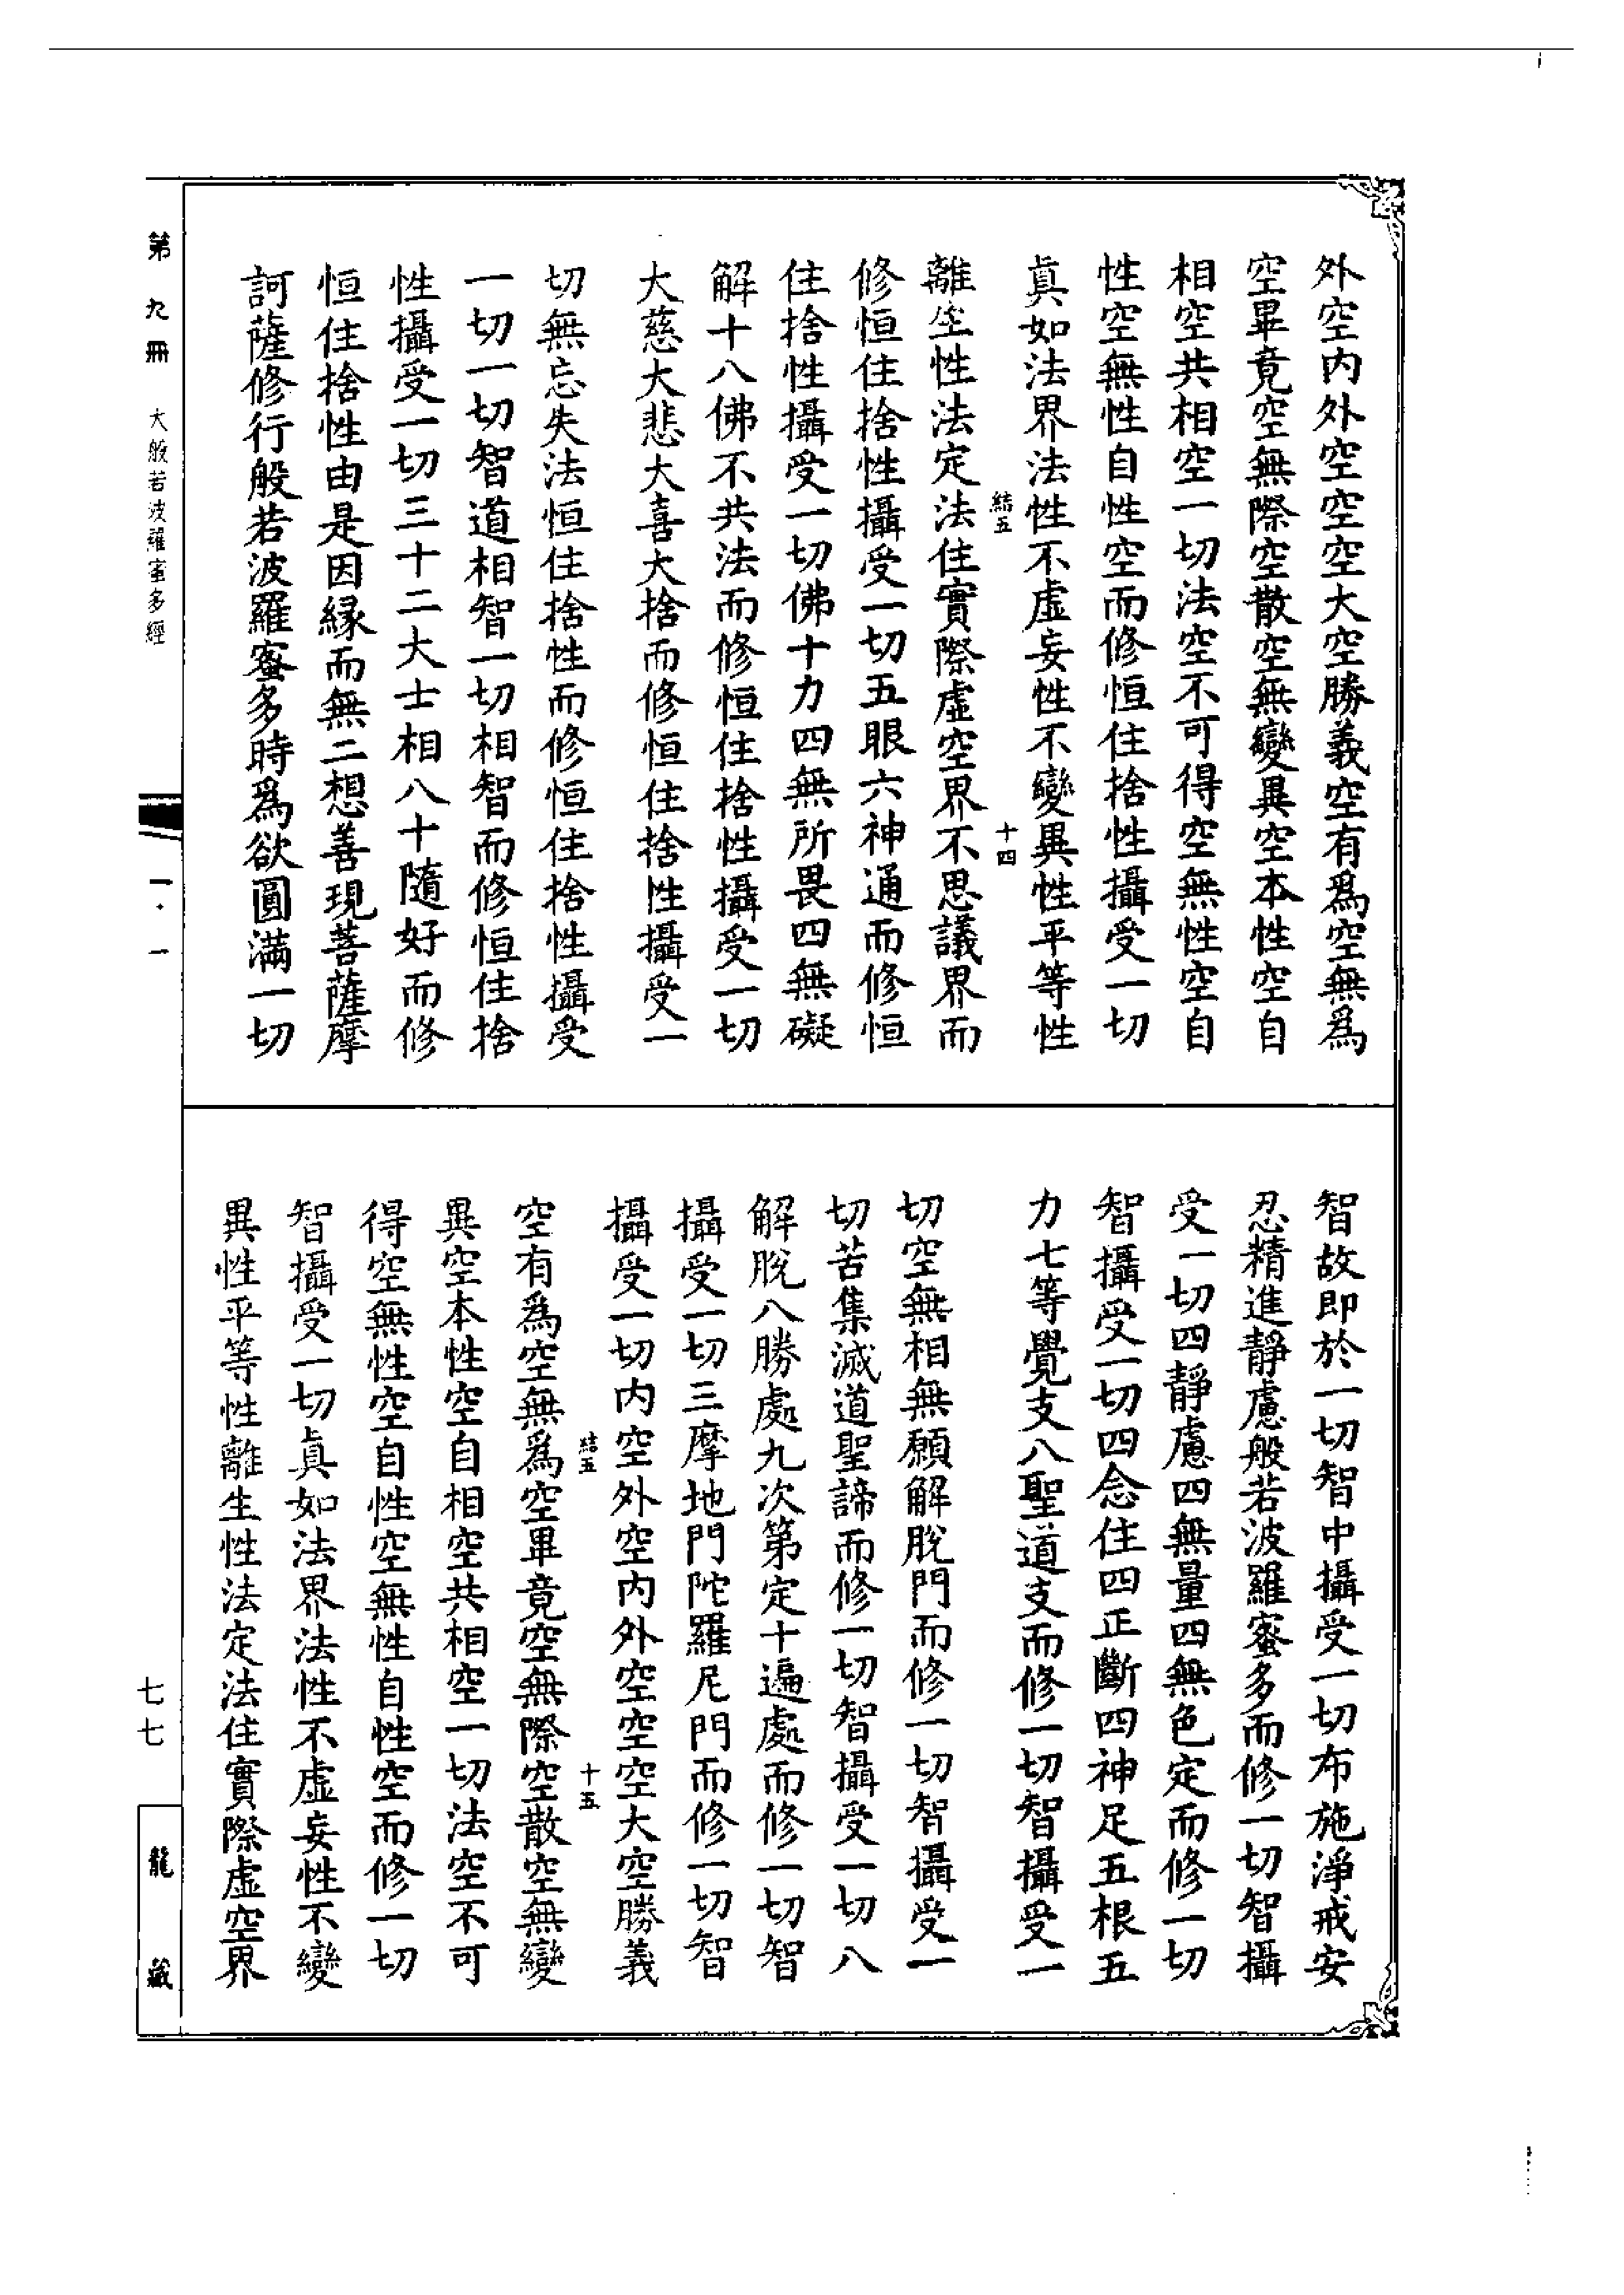 外空内外空空空大空勝義空有爲空無爲
空畢竟空無際空散空無變異空本性空自
相空共相空一切法空不可得空無性空自
性空無性自性空而修恒住捨性攝受一切
眞如法界法性不虛妄性不變異性平等性
結五
十四
離生性法定法住實際虛空界不思議界而
修恒住捨性攝受一切五眼六神通而修恒
住捨性攝受一切佛十力四無所畏四無礙
解十八佛不共法而修恒住捨性攝受一切
大慈大悲大喜大捨而修恒住捨性攝受一
切無忘失法恒住捨性而修恒住捨性攝受
一切一切智道相智一切相智而修恒住捨
性攝受一切三十二大士相八十隨好而修
恒住捨性由是因緣而無二想善現菩薩摩
訶薩修行般若波羅蜜多時爲欲圓滿一切
智故即於一切智中攝受一切布施淨戒安
忍精進靜慮般若波羅蜜多而修一切智攝
受一切四靜慮四無量四無色定而修一切
智攝受一切四念住四正斷四神足五根五
力七等覺支八聖道支而修一切智攝受一
切空無相無願解脫門而修一切智攝受一
切苦集滅道聖諦而修一切智攝受一切八
解脫八勝處九次第定十遍處而修一切智
攝受一切三摩地門陀羅尼門而修一切智
攝受一切内空外空内外空空空大空勝義
結五
十五
空有爲空無爲空畢竟空無際空散空無變
異空本性空自相空共相空一切法空不可
得空無性空自性空無性自性空而修一切
智攝受一切眞如法界法性不虛妄性不變
異性平等性離生性法定法住實際虛空界
第九冊 大般若波羅蜜多經
一·一
七七
龍藏